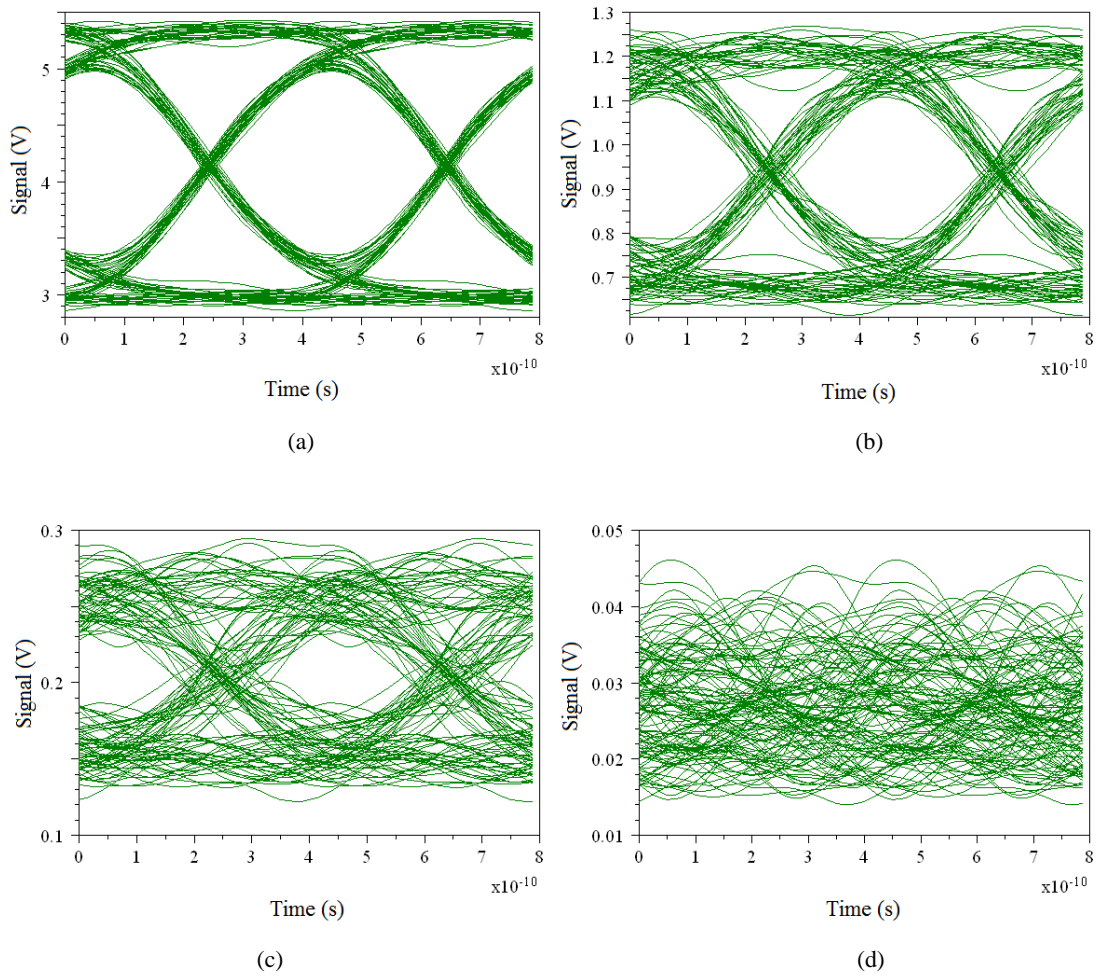 5
4
3
Signal (V)
0 1 2 3 4 5 6 7 8
x10⁻¹⁰
Time (s)
(a)
1.3
1.2
1.1
1.0
0.9
0.8
0.7
Signal (V)
0 1 2 3 4 5 6 7 8
x10⁻¹⁰
Time (s)
(b)
0.3
0.2
0.1
Signal (V)
0 1 2 3 4 5 6 7 8
x10⁻¹⁰
Time (s)
(c)
0.05
0.04
0.03
0.02
0.01
Signal (V)
0 1 2 3 4 5 6 7 8
x10⁻¹⁰
Time (s)
(d)